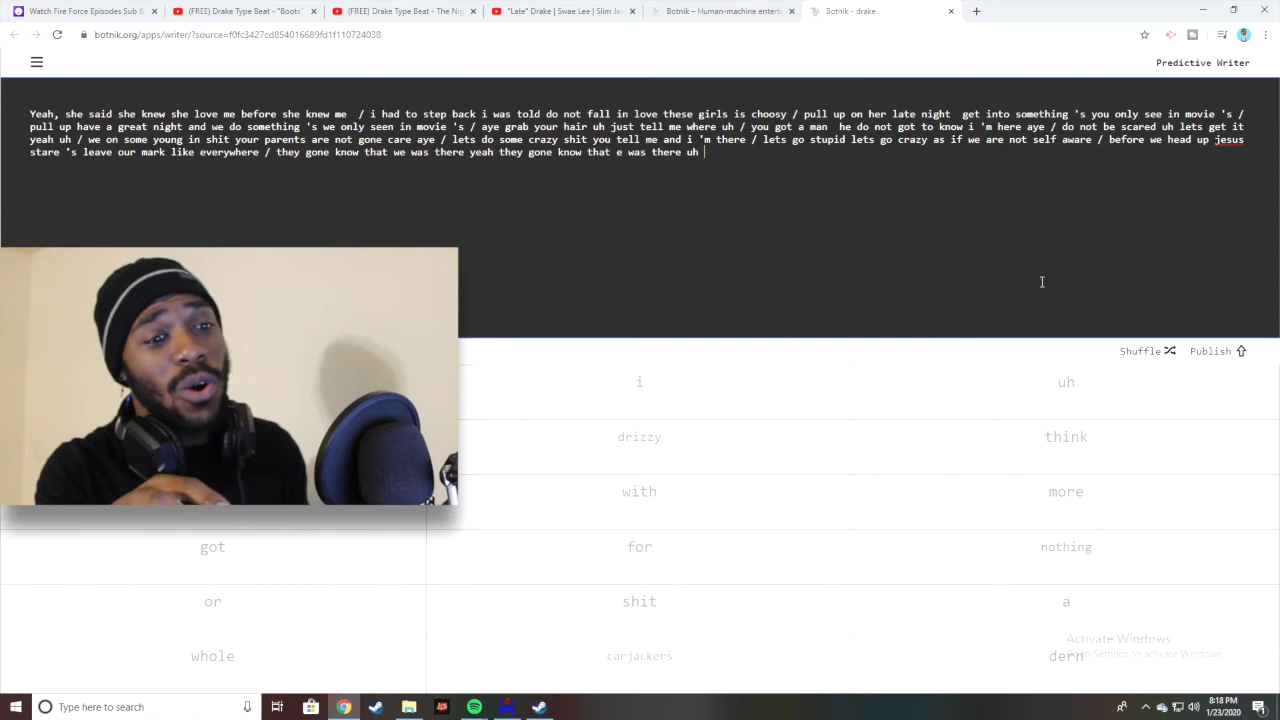 Watch Fire Force Episodes Sub &
(FREE) Drake Type Beat - "Boots"
(FREE) Drake Type Beat - The Nig
"Late" Drake | Swae Lee | Slim Jx
Botnik – Human-machine enterta
Botnik - drake
botnik.org/apps/writer/?source=f0fc3427cd854016689fd1f110724038
Predictive Writer
Yeah, she said she knew she love me before she knew me / i had to step back i was told do not fall in love these girls is choosy / pull up on her late night get into something 's you only see in movie 's /
pull up have a great night and we do something 's we only seen in movie 's / aye grab your hair uh just tell me where uh / you got a man he do not got to know i 'm here aye / do not be scared uh lets get it
yeah uh / we on some young in shit your parents are not gone care aye / lets do some crazy shit you tell me and i 'm there / lets go stupid lets go crazy as if we are not self aware / before we head up jesus
stare 's leave our mark like everywhere / they gone know that we was there yeah they gone know that e was there uh
Shuffle Publish
i uh
drizzy think
with more
got for nothing
or shit a
whole carjackers dern
Activate Windows
Go to Settings to activate Windows.
Type here to search
8:18 PM
1/23/2020